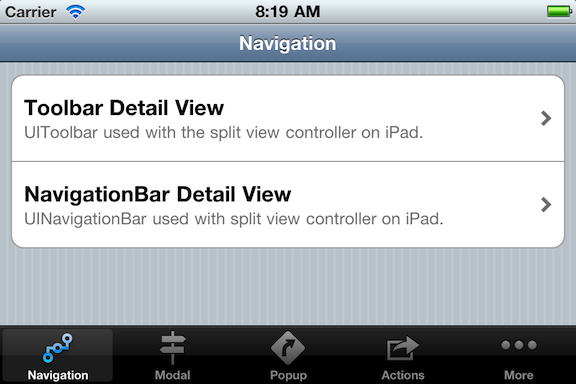 Carrier 8:19 AM
Navigation
Toolbar Detail View
UIToolbar used with the split view controller on iPad.
NavigationBar Detail View
UINavigationBar used with split view controller on iPad.
Navigation Modal Popup Actions More